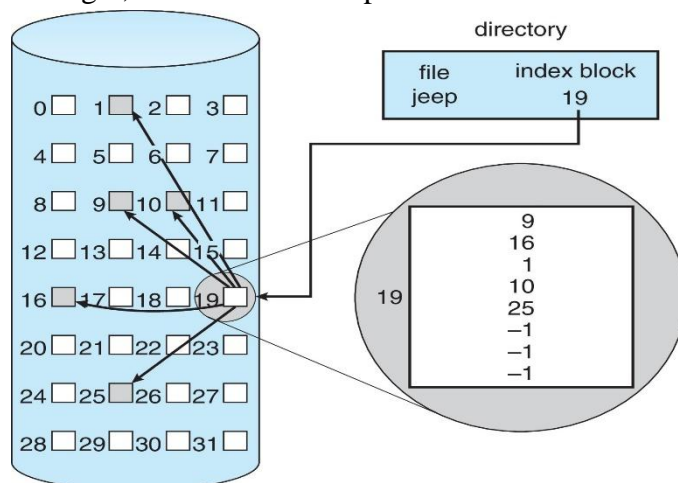 directory
file index block
jeep 19
0 1 2 3
4 5 6 7
8 9 10 11
12 13 14 15
16 17 18 19
20 21 22 23
24 25 26 27
28 29 30 31
19
9
16
1
10
25
–1
–1
–1